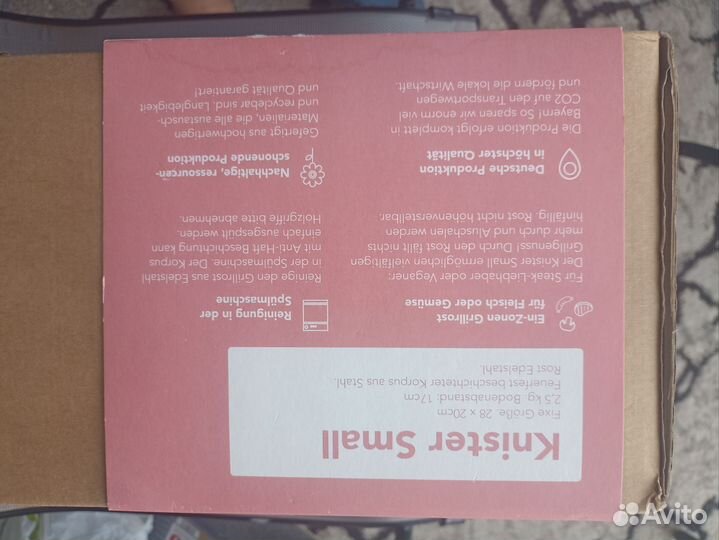 Knister Small
Fixe Größe. 28 x 20cm
2,5 kg. Bodenabstand: 17cm
Feuerfest beschichteter Korpus aus Stahl.
Rost Edelstahl.
Ein-Zonen Grillrost
für Fleisch oder Gemüse
Für Steak-Liebhaber oder Veganer:
Der Knister Small ermöglichen vielfältigen
Grillgenuss! Durch den Rost fällt nichts
mehr durch und Aluschalen werden
hinfällig. Rost nicht höhenverstellbar.
Reinigung in der
Spülmaschine
Reinige den Grillrost aus Edelstahl
in der Spülmaschine. Der Korpus
mit Anti-Haft Beschichtung kann
einfach ausgespült werden.
Holzgriffe bitte abnehmen.
Deutsche Produktion
in höchster Qualität
Die Produktion erfolgt komplett in
Bayern! So sparen wir enorm viel
CO2 auf den Transportwegen
und fördern die lokale Wirtschaft.
Nachhaltige, ressourcen-
schonende Produktion
Gefertigt aus hochwertigen
Materialien, die alle austausch-
und recyclebar sind. Langlebigkeit
und Qualität garantiert!
Avito